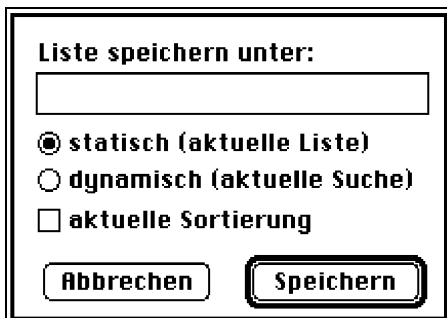 Liste speichern unter:
statisch (aktuelle Liste)
dynamisch (aktuelle Suche)
aktuelle Sortierung
Abbrechen Speichern